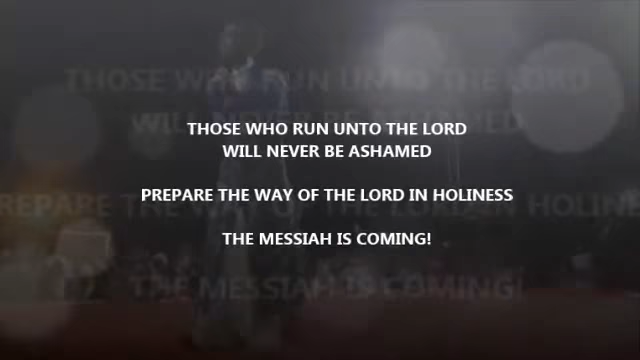 THOSE WHO RUN UNTO THE LORD
WILL NEVER BE ASHAMED
PREPARE THE WAY OF THE LORD IN HOLINESS
THE MESSIAH IS COMING!